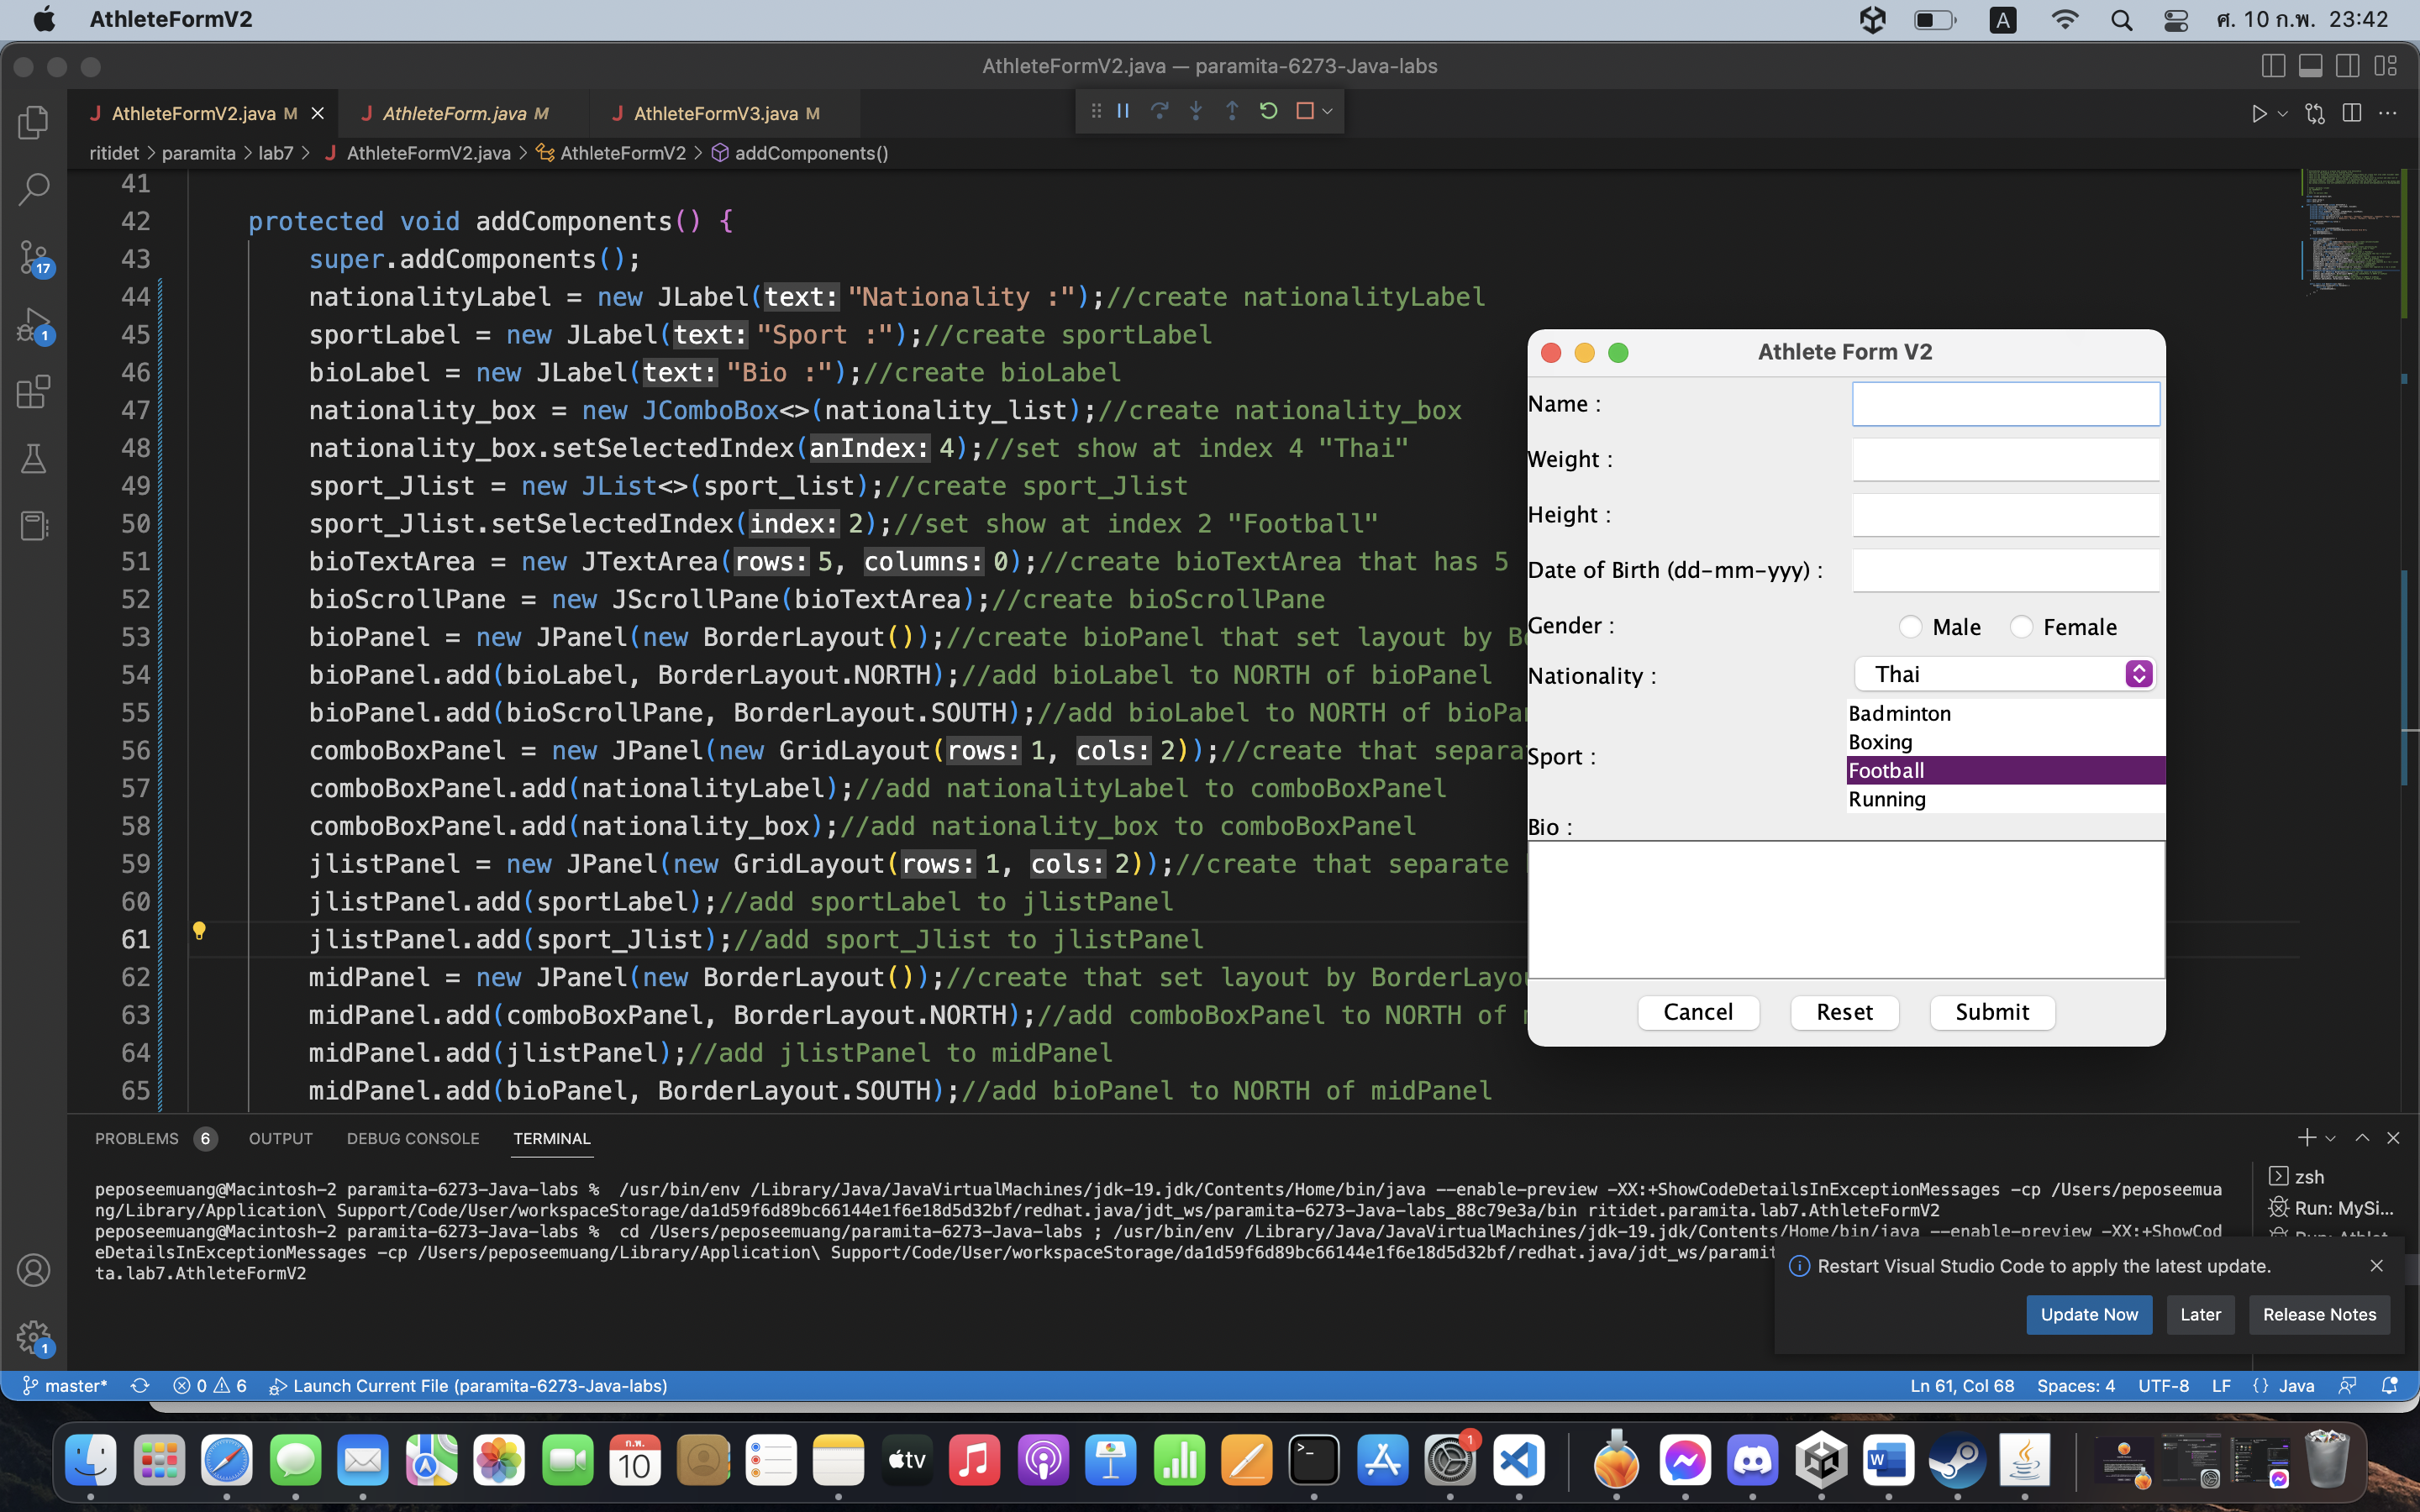 AthleteFormV2
A
ศ. 10 ก.พ. 23:42
AthleteFormV2.java — paramita-6273-Java-labs
J AthleteFormV2.java M
J AthleteForm.java M
J AthleteFormV3.java M
ritidet > paramita > lab7 > J AthleteFormV2.java > AthleteFormV2 > addComponents()
41
42 protected void addComponents() {
43 super.addComponents();
44 nationalityLabel = new JLabel(text: "Nationality :");//create nationalityLabel
45 sportLabel = new JLabel(text: "Sport :");//create sportLabel
46 bioLabel = new JLabel(text: "Bio :");//create bioLabel
47 nationality_box = new JComboBox<>(nationality_list);//create nationality_box
48 nationality_box.setSelectedIndex(anIndex: 4);//set show at index 4 "Thai"
49 sport_Jlist = new JList<>(sport_list);//create sport_Jlist
50 sport_Jlist.setSelectedIndex(index: 2);//set show at index 2 "Football"
51 bioTextArea = new JTextArea(rows: 5, columns: 0);//create bioTextArea that has 5
52 bioScrollPane = new JScrollPane(bioTextArea);//create bioScrollPane
53 bioPanel = new JPanel(new BorderLayout());//create bioPanel that set layout by
54 bioPanel.add(bioLabel, BorderLayout.NORTH);//add bioLabel to NORTH of bioPanel
55 bioPanel.add(bioScrollPane, BorderLayout.SOUTH);//add bioLabel to NORTH of bioPa
56 comboBoxPanel = new JPanel(new GridLayout(rows: 1, cols: 2));//create that separa
57 comboBoxPanel.add(nationalityLabel);//add nationalityLabel to comboBoxPanel
58 comboBoxPanel.add(nationality_box);//add nationality_box to comboBoxPanel
59 jlistPanel = new JPanel(new GridLayout(rows: 1, cols: 2));//create that separate
60 jlistPanel.add(sportLabel);//add sportLabel to jlistPanel
61 jlistPanel.add(sport_Jlist);//add sport_Jlist to jlistPanel
62 midPanel = new JPanel(new BorderLayout());//create that set layout by BorderLayou
63 midPanel.add(comboBoxPanel, BorderLayout.NORTH);//add comboBoxPanel to NORTH of
64 midPanel.add(jlistPanel);//add jlistPanel to midPanel
65 midPanel.add(bioPanel, BorderLayout.SOUTH);//add bioPanel to NORTH of midPanel
Athlete Form V2
Name :
Weight :
Height :
Date of Birth (dd-mm-yyy) :
Gender : Male Female
Nationality : Thai
Badminton
Boxing
Sport :
Football
Running
Bio :
Cancel Reset Submit
17
1
1
PROBLEMS 6 OUTPUT DEBUG CONSOLE TERMINAL
peposeemuang@Macintosh-2 paramita-6273-Java-labs % /usr/bin/env /Library/Java/JavaVirtualMachines/jdk-19.jdk/Contents/Home/bin/java --enable-preview -XX:+ShowCodeDetailsInExceptionMessages -cp /Users/peposeemua
ng/Library/Application\ Support/Code/User/workspaceStorage/da1d59f6d89bc66144e1f6e18d5d32bf/redhat.java/jdt_ws/paramita-6273-Java-labs_88c79e3a/bin ritidet.paramita.lab7.AthleteFormV2
peposeemuang@Macintosh-2 paramita-6273-Java-labs % cd /Users/peposeemuang/paramita-6273-Java-labs ; /usr/bin/env /Library/Java/JavaVirtualMachines/jdk-19.jdk/Contents/Home/bin/java --enable-preview -XX:+ShowCod
eDetailsInExceptionMessages -cp /Users/peposeemuang/Library/Application\ Support/Code/User/workspaceStorage/da1d59f6d89bc66144e1f6e18d5d32bf/redhat.java/jdt_ws/paramit
ta.lab7.AthleteFormV2
zsh
Run: MySi...
Restart Visual Studio Code to apply the latest update.
Update Now Later Release Notes
master* 0 6 Launch Current File (paramita-6273-Java-labs)
Ln 61, Col 68 Spaces: 4 UTF-8 LF {} Java
ก.พ.
10
tv
1
W